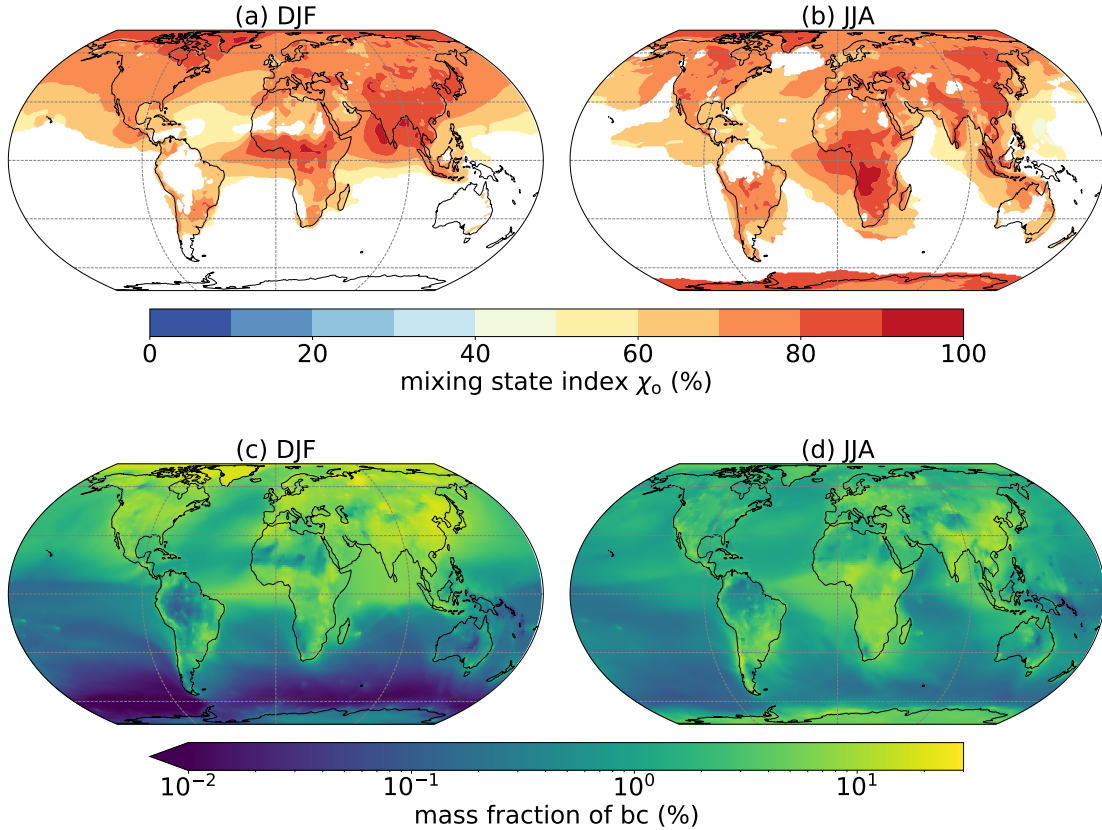 (a) DJF
(b) JJA
0 20 40 60 80 100
mixing state index χₒ (%)
(c) DJF
(d) JJA
10⁻² 10⁻¹ 10⁰ 10¹
mass fraction of bc (%)